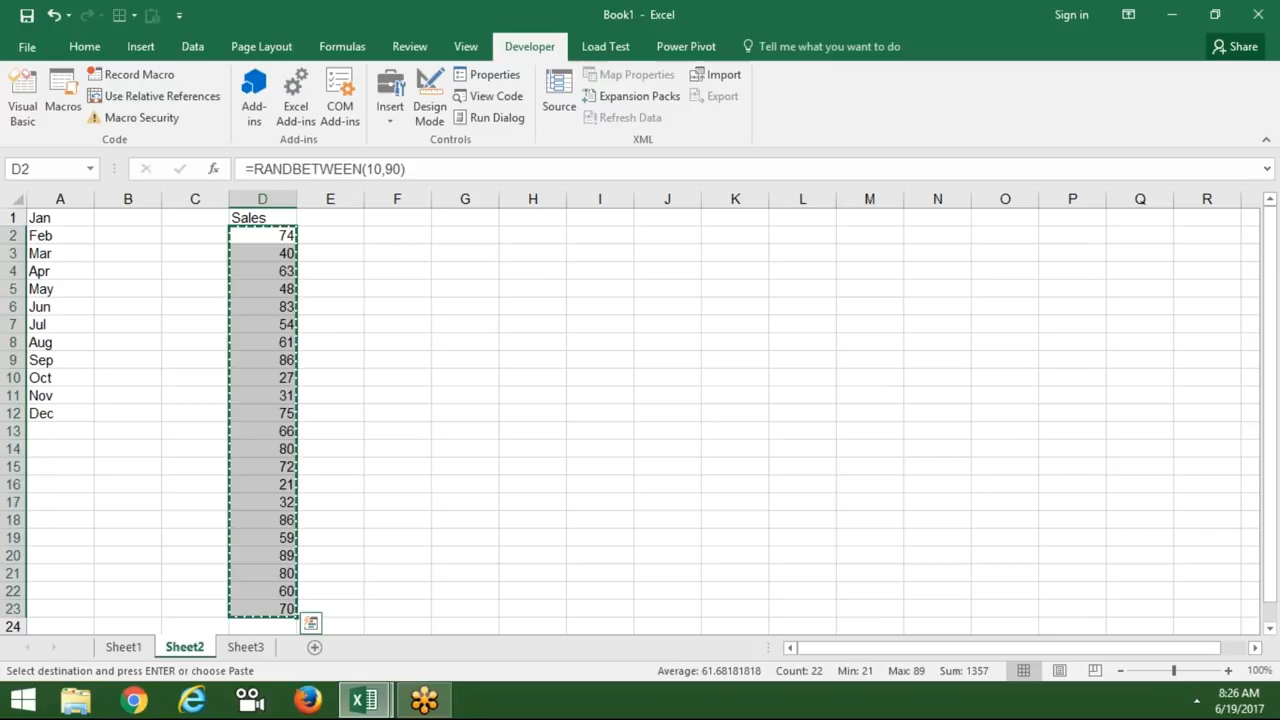 Book1 - Excel
Sign in
File Home Insert Data Page Layout Formulas Review View Developer Load Test Power Pivot Tell me what you want to do Share
Visual Basic
Macros
Record Macro
Use Relative References
Macro Security
Code
Add-ins
Excel Add-ins
COM Add-ins
Add-ins
Insert
Design Mode
Properties
View Code
Run Dialog
Controls
Source
Map Properties
Expansion Packs
Refresh Data
Import
Export
XML
D2 fx =RANDBETWEEN(10,90)
A B C D E F G H I J K L M N O P Q R
1 Jan Sales
2 Feb 74
3 Mar 40
4 Apr 63
5 May 48
6 Jun 83
7 Jul 54
8 Aug 61
9 Sep 86
10 Oct 27
11 Nov 31
12 Dec 75
13 66
14 80
15 72
16 21
17 32
18 86
19 59
20 89
21 80
22 60
23 70
24
Sheet1 Sheet2 Sheet3
Select destination and press ENTER or choose Paste Average: 61.68181818 Count: 22 Min: 21 Max: 89 Sum: 1357 100%
8:26 AM
6/19/2017